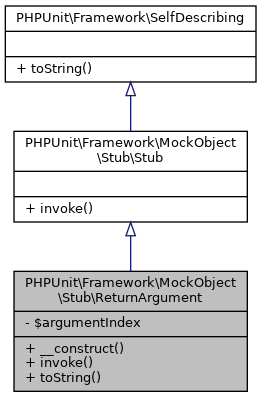 PHPUnit\Framework\SelfDescribing
+ toString()
PHPUnit\Framework\MockObject
\Stub\Stub
+ invoke()
PHPUnit\Framework\MockObject
\Stub\ReturnArgument
- $argumentIndex
+ __construct()
+ invoke()
+ toString()